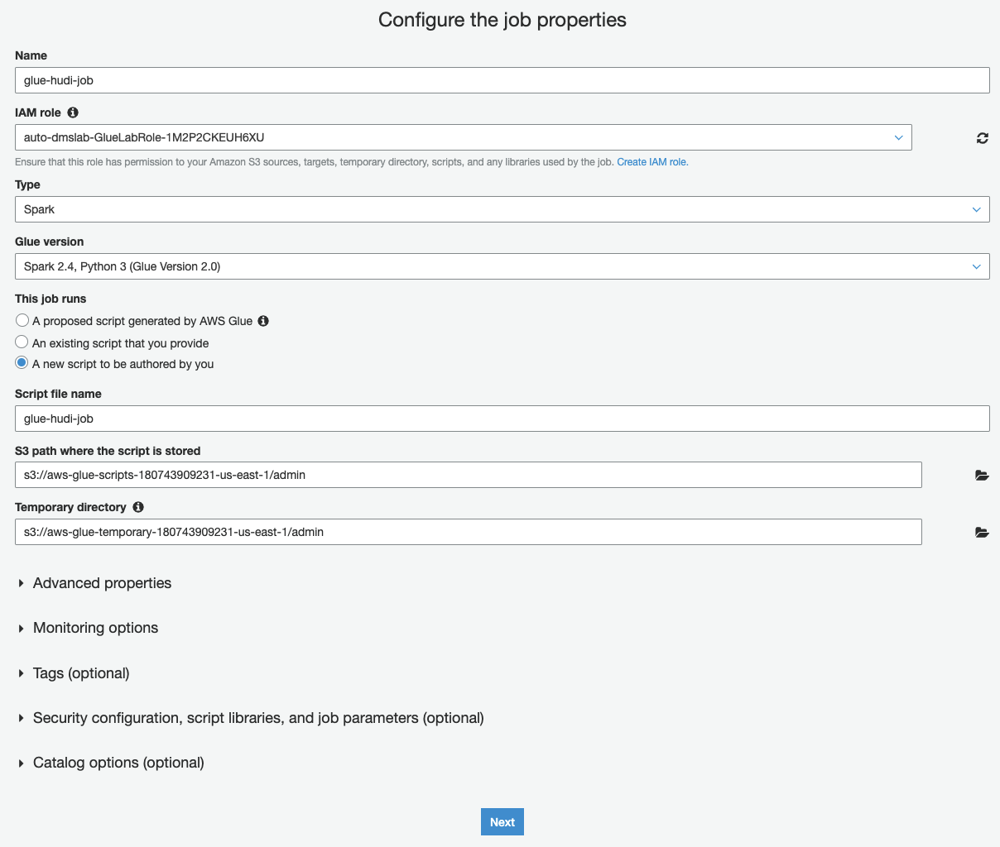 Configure the job properties
Name
glue-hudi-job
IAM role
auto-dmslab-GlueLabRole-1M2P2CKEUH6XU
Ensure that this role has permission to your Amazon S3 sources, targets, temporary directory, scripts, and any libraries used by the job. Create IAM role.
Type
Spark
Glue version
Spark 2.4, Python 3 (Glue Version 2.0)
This job runs
A proposed script generated by AWS Glue
An existing script that you provide
A new script to be authored by you
Script file name
glue-hudi-job
S3 path where the script is stored
s3://aws-glue-scripts-180743909231-us-east-1/admin
Temporary directory
s3://aws-glue-temporary-180743909231-us-east-1/admin
Advanced properties
Monitoring options
Tags (optional)
Security configuration, script libraries, and job parameters (optional)
Catalog options (optional)
Next